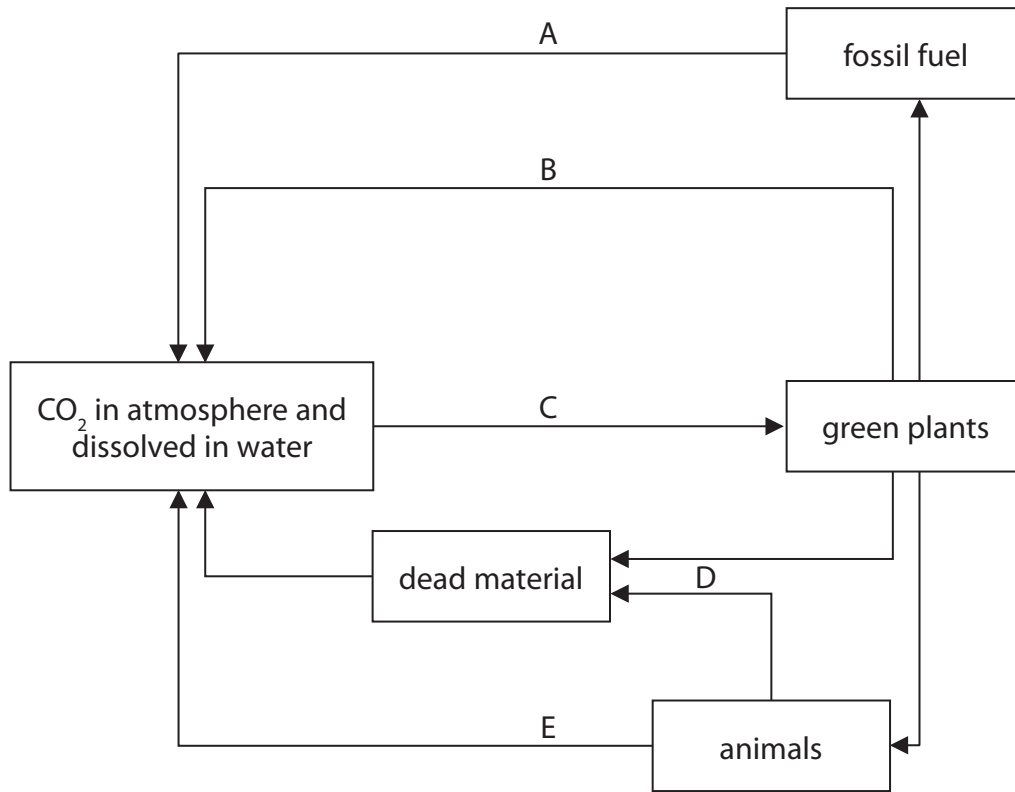 A
fossil fuel
B
CO₂ in atmosphere and
dissolved in water
C
green plants
dead material
D
E
animals